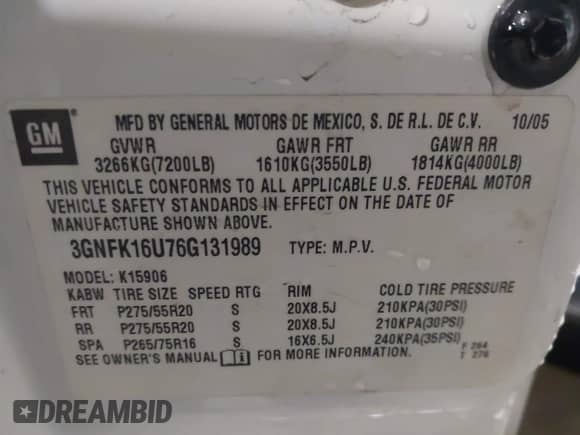 GM
MFD BY GENERAL MOTORS DE MEXICO, S. DE R.L. DE C.V. 10/05
GVWR GAWR FRT GAWR RR
3266KG(7200LB) 1610KG(3550LB) 1814KG(4000LB)
THIS VEHICLE CONFORMS TO ALL APPLICABLE U.S. FEDERAL MOTOR
VEHICLE SAFETY STANDARDS IN EFFECT ON THE DATE OF
MANUFACTURE SHOWN ABOVE.
3GNFK16U76G131989 TYPE: M.P.V.
MODEL: K15906
KABW TIRE SIZE SPEED RTG RIM COLD TIRE PRESSURE
FRT P275/55R20 S 20X8.5J 210KPA(30PSI)
RR P275/55R20 S 20X8.5J 210KPA(30PSI)
SPA P265/75R16 S 16X6.5J 240KPA(35PSI)
SEE OWNER'S MANUAL i FOR MORE INFORMATION.
F 264
T 276
DREAMBID